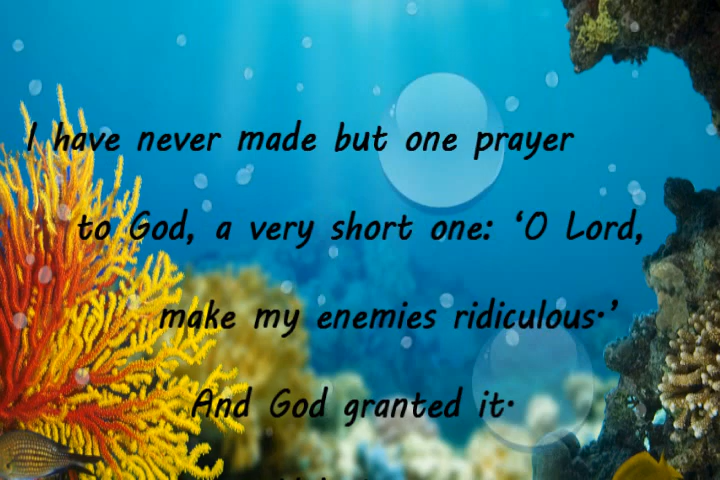 I have never made but one prayer
to God, a very short one: ‘O Lord,
make my enemies ridiculous.’
And God granted it.